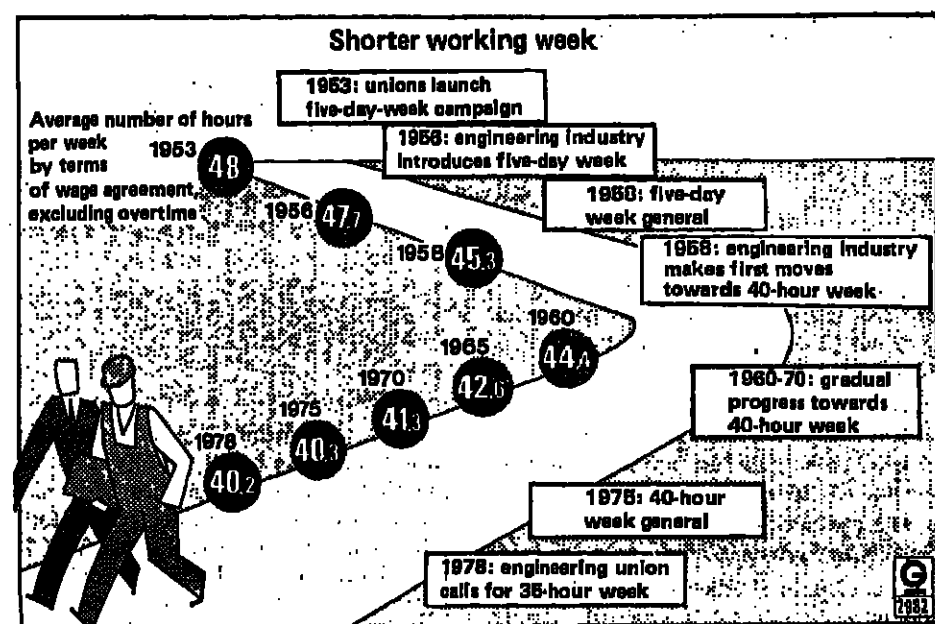 Shorter working week
1953: unions launch
five-day-week campaign
Average number of hours
per week
by terms
of wage agreement,
excluding overtime
1956: engineering industry
introduces five-day week
1958: five-day
week general
1958: engineering industry
makes first moves
towards 40-hour week
1953
48
1956
47.7
1958
45.3
1960
44.4
1965
42.6
1970
41.3
1975
40.3
1978
40.2
1960-70: gradual
progress towards
40-hour week
1975: 40-hour
week general
1978: engineering union
calls for 35-hour week
G
2982